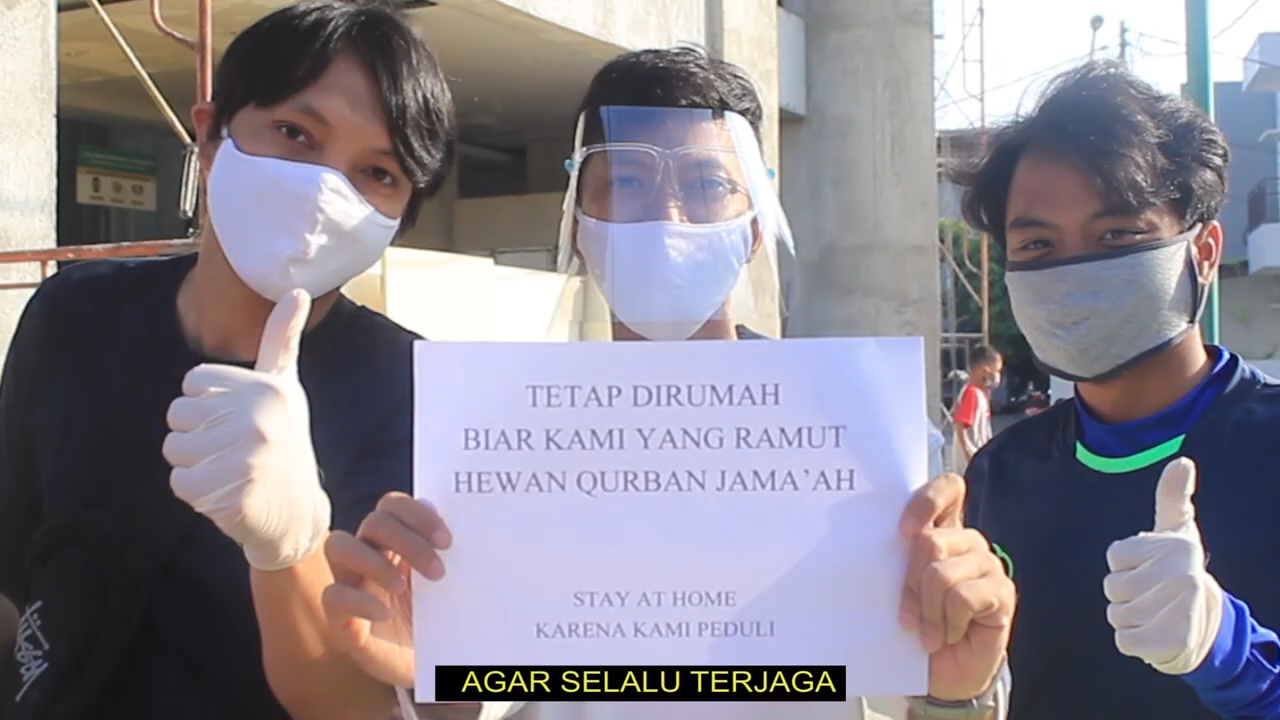 TETAP DIRUMAH
BIAR KAMI YANG RAMUT
HEWAN QURBAN JAMA'AH
STAY AT HOME
KARENA KAMI PEDULI
AGAR SELALU TERJAGA